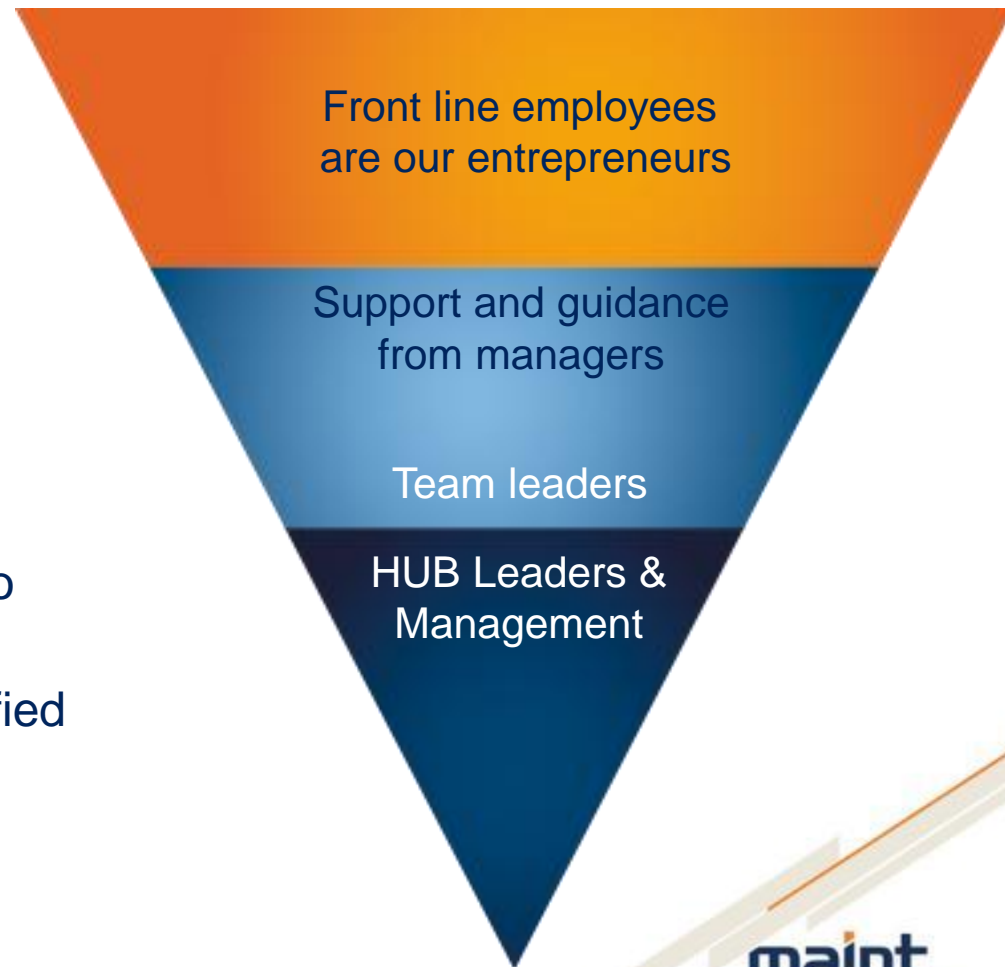 Front line employees
are our entrepreneurs
Support and guidance
from managers
Team leaders
HUB Leaders &
Management